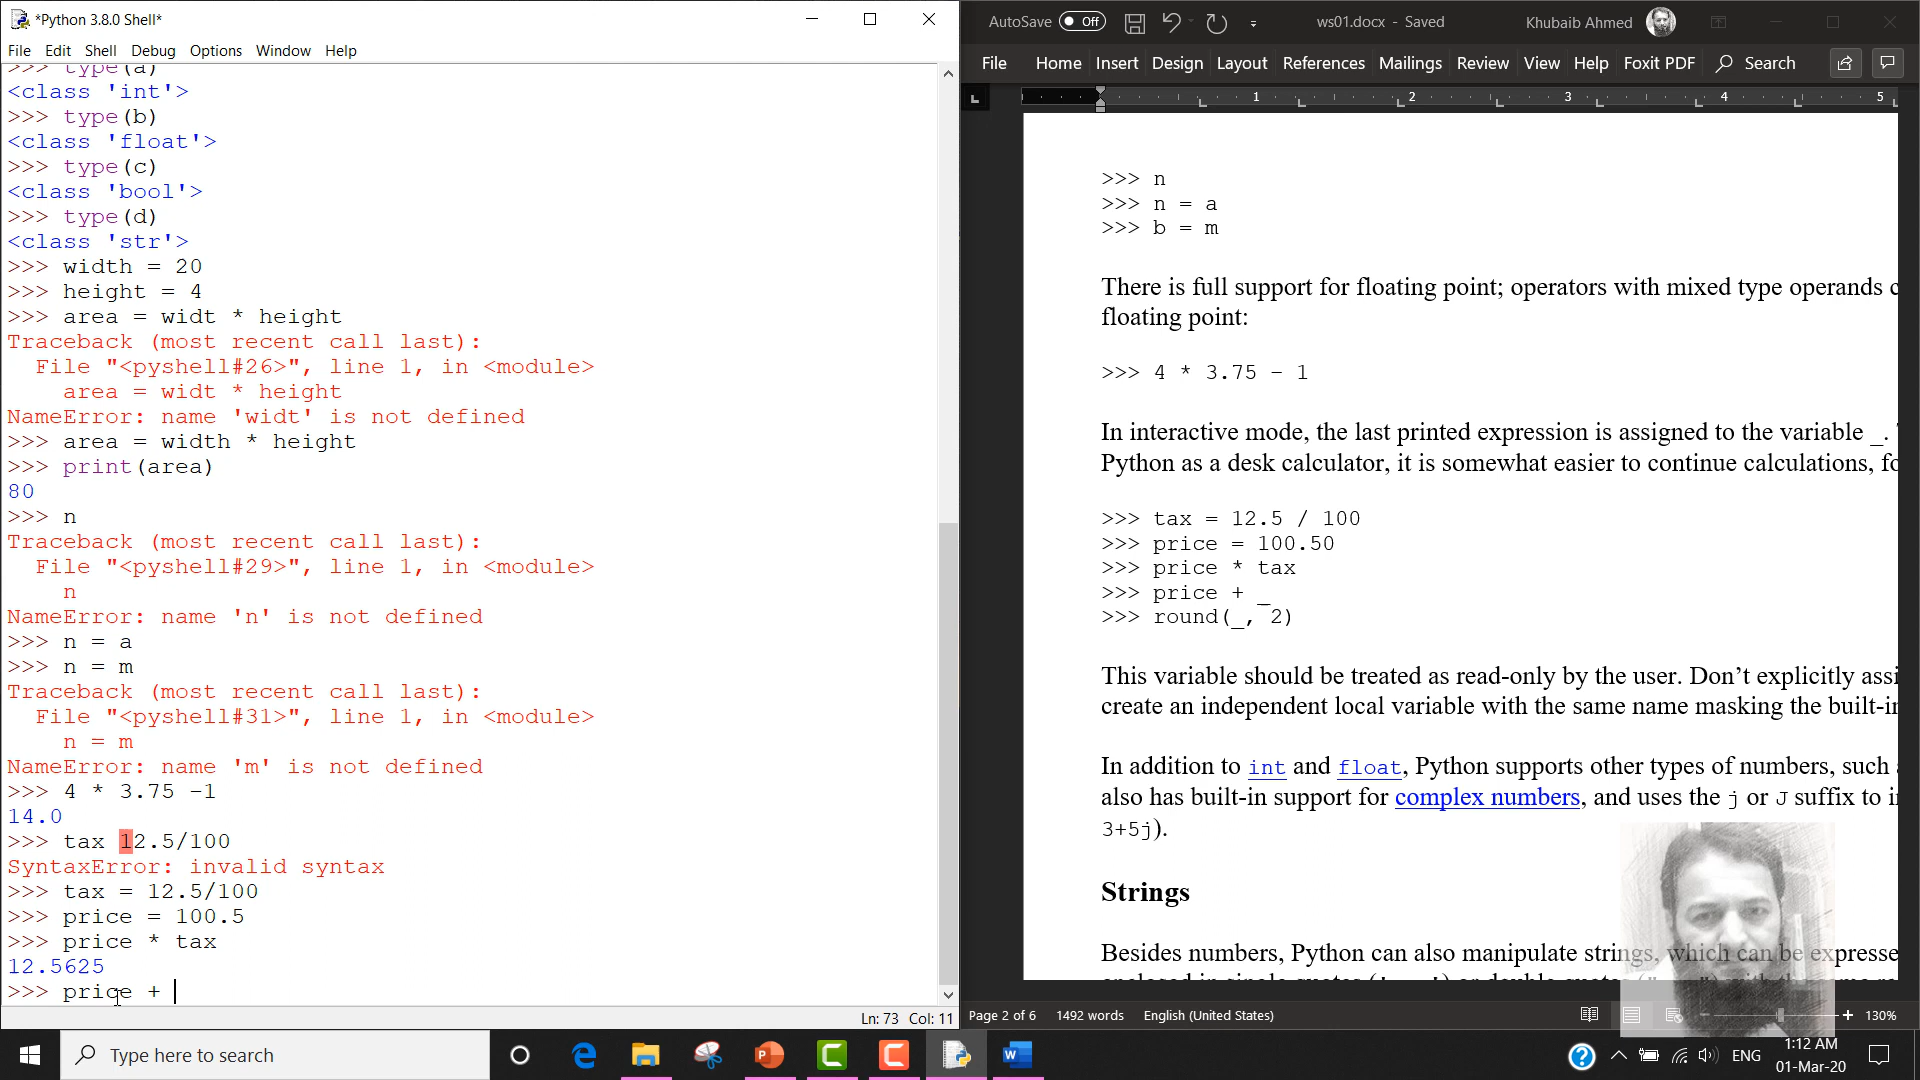 *Python 3.8.0 Shell*
File Edit Shell Debug Options Window Help
>>> type(a)
<class 'int'>
>>> type(b)
<class 'float'>
>>> type(c)
<class 'bool'>
>>> type(d)
<class 'str'>
>>> width = 20
>>> height = 4
>>> area = widt * height
Traceback (most recent call last):
  File "<pyshell#26>", line 1, in <module>
    area = widt * height
NameError: name 'widt' is not defined
>>> area = width * height
>>> print(area)
80
>>> n
Traceback (most recent call last):
  File "<pyshell#29>", line 1, in <module>
    n
NameError: name 'n' is not defined
>>> n = a
>>> n = m
Traceback (most recent call last):
  File "<pyshell#31>", line 1, in <module>
    n = m
NameError: name 'm' is not defined
>>> 4 * 3.75 -1
14.0
>>> tax 12.5/100
SyntaxError: invalid syntax
>>> tax = 12.5/100
>>> price = 100.5
>>> price * tax
12.5625
>>> price +
Ln: 73 Col: 11
AutoSave Off ws01.docx - Saved Khubaib Ahmed
File Home Insert Design Layout References Mailings Review View Help Foxit PDF Search
1 2 3 4 5
>>> n
>>> n = a
>>> b = m
There is full support for floating point; operators with mixed type operands c
floating point:
>>> 4 * 3.75 - 1
In interactive mode, the last printed expression is assigned to the variable _.
Python as a desk calculator, it is somewhat easier to continue calculations, fo
>>> tax = 12.5 / 100
>>> price = 100.50
>>> price * tax
>>> price + _
>>> round(_, 2)
This variable should be treated as read-only by the user. Don’t explicitly assi
create an independent local variable with the same name masking the built-in
In addition to int and float, Python supports other types of numbers, such
also has built-in support for complex numbers, and uses the j or J suffix to i
3+5j).
Strings
Besides numbers, Python can also manipulate strings, which can be expresse
Page 2 of 6 1492 words English (United States) 130%
Type here to search
ENG
1:12 AM
01-Mar-20